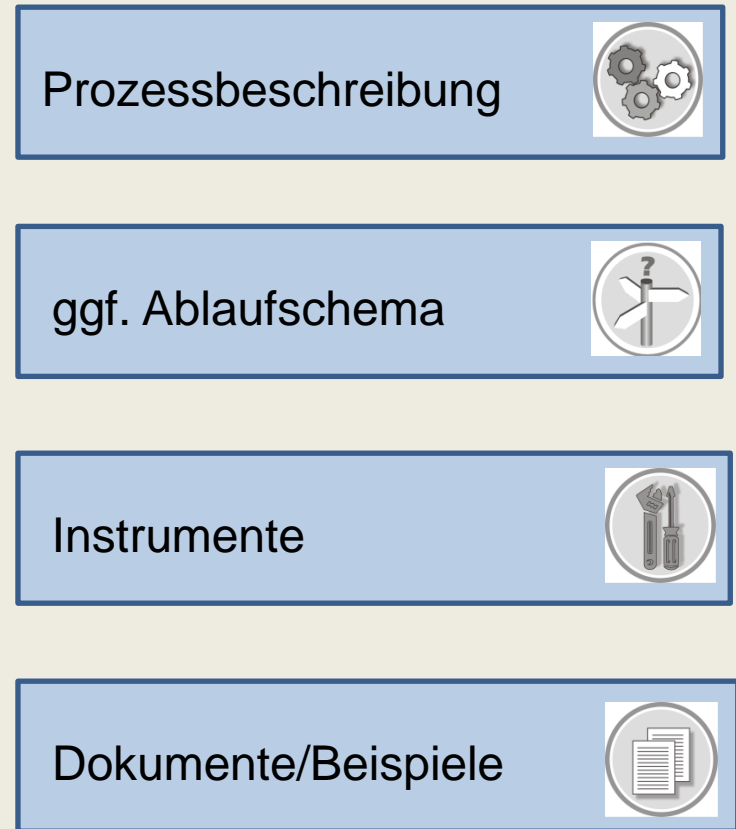 Prozessbeschreibung
ggf. Ablaufschema
?
Instrumente
Dokumente/Beispiele